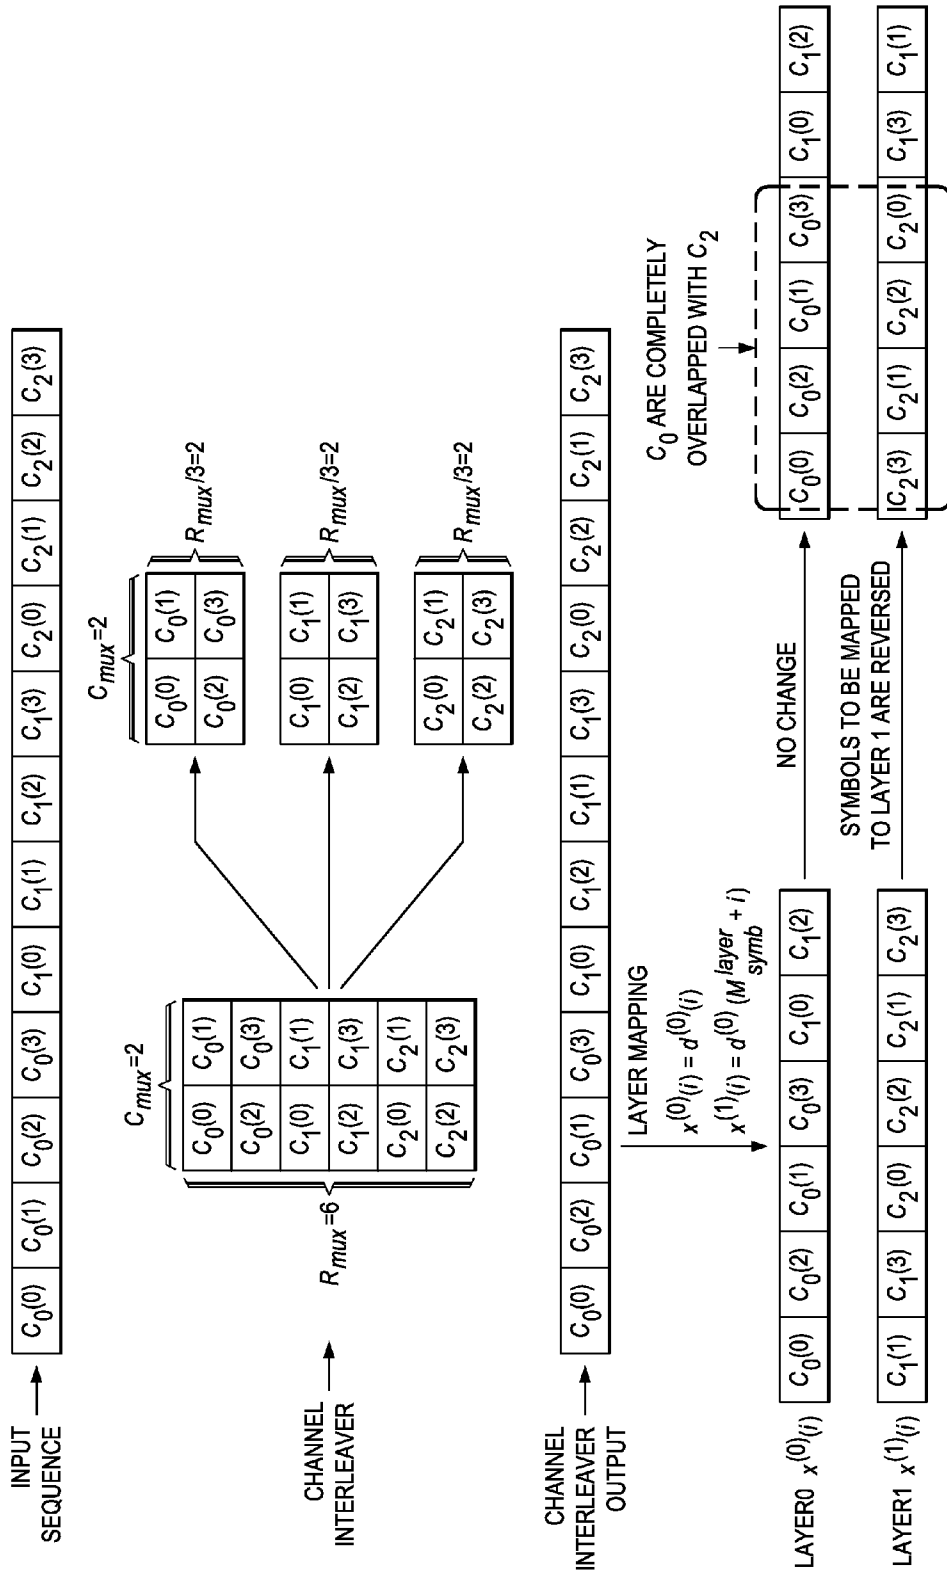 INPUT
SEQUENCE
C0(0) C0(1) C0(2) C0(3) C1(0) C1(1) C1(2) C1(3) C2(0) C2(1) C2(2) C2(3)
CHANNEL
INTERLEAVER
Rmux=6
Cmux=2
C0(0) C0(1)
C0(2) C0(3)
C1(0) C1(1)
C1(2) C1(3)
C2(0) C2(1)
C2(2) C2(3)
Cmux=2
C0(0) C0(1)
C0(2) C0(3)
Rmux/3=2
C1(0) C1(1)
C1(2) C1(3)
Rmux/3=2
C2(0) C2(1)
C2(2) C2(3)
Rmux/3=2
CHANNEL
INTERLEAVER
OUTPUT
C0(0) C0(2) C0(1) C0(3) C1(0) C1(2) C1(1) C1(3) C2(0) C2(2) C2(1) C2(3)
LAYER MAPPING
x(0)(i) = d(0)(i)
x(1)(i) = d(0)(M layer symb + i)
C0 ARE COMPLETELY
OVERLAPPED WITH C2
LAYER0 x(0)(i)
C0(0) C0(2) C0(1) C0(3) C1(0) C1(2)
NO CHANGE
C0(0) C0(2) C0(1) C0(3) C1(0) C1(2)
LAYER1 x(1)(i)
C1(1) C1(3) C2(0) C2(2) C2(1) C2(3)
SYMBOLS TO BE MAPPED
TO LAYER 1 ARE REVERSED
C2(3) C2(1) C2(2) C2(0) C1(3) C1(1)